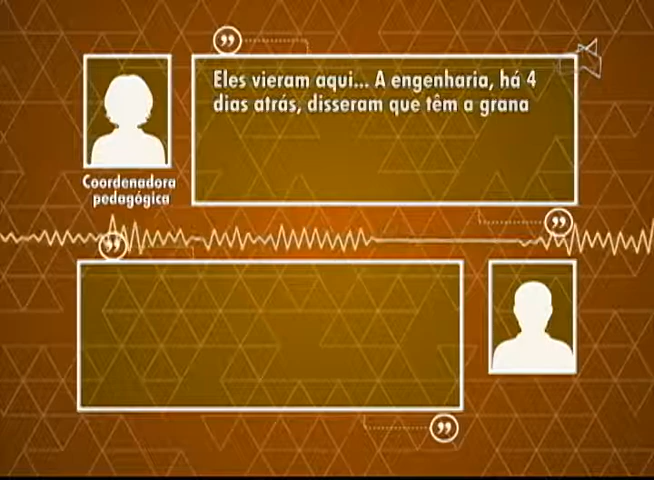 Eles vieram aqui... A engenharia, há 4
dias atrás, disseram que têm a grana
Coordenadora
pedagógica